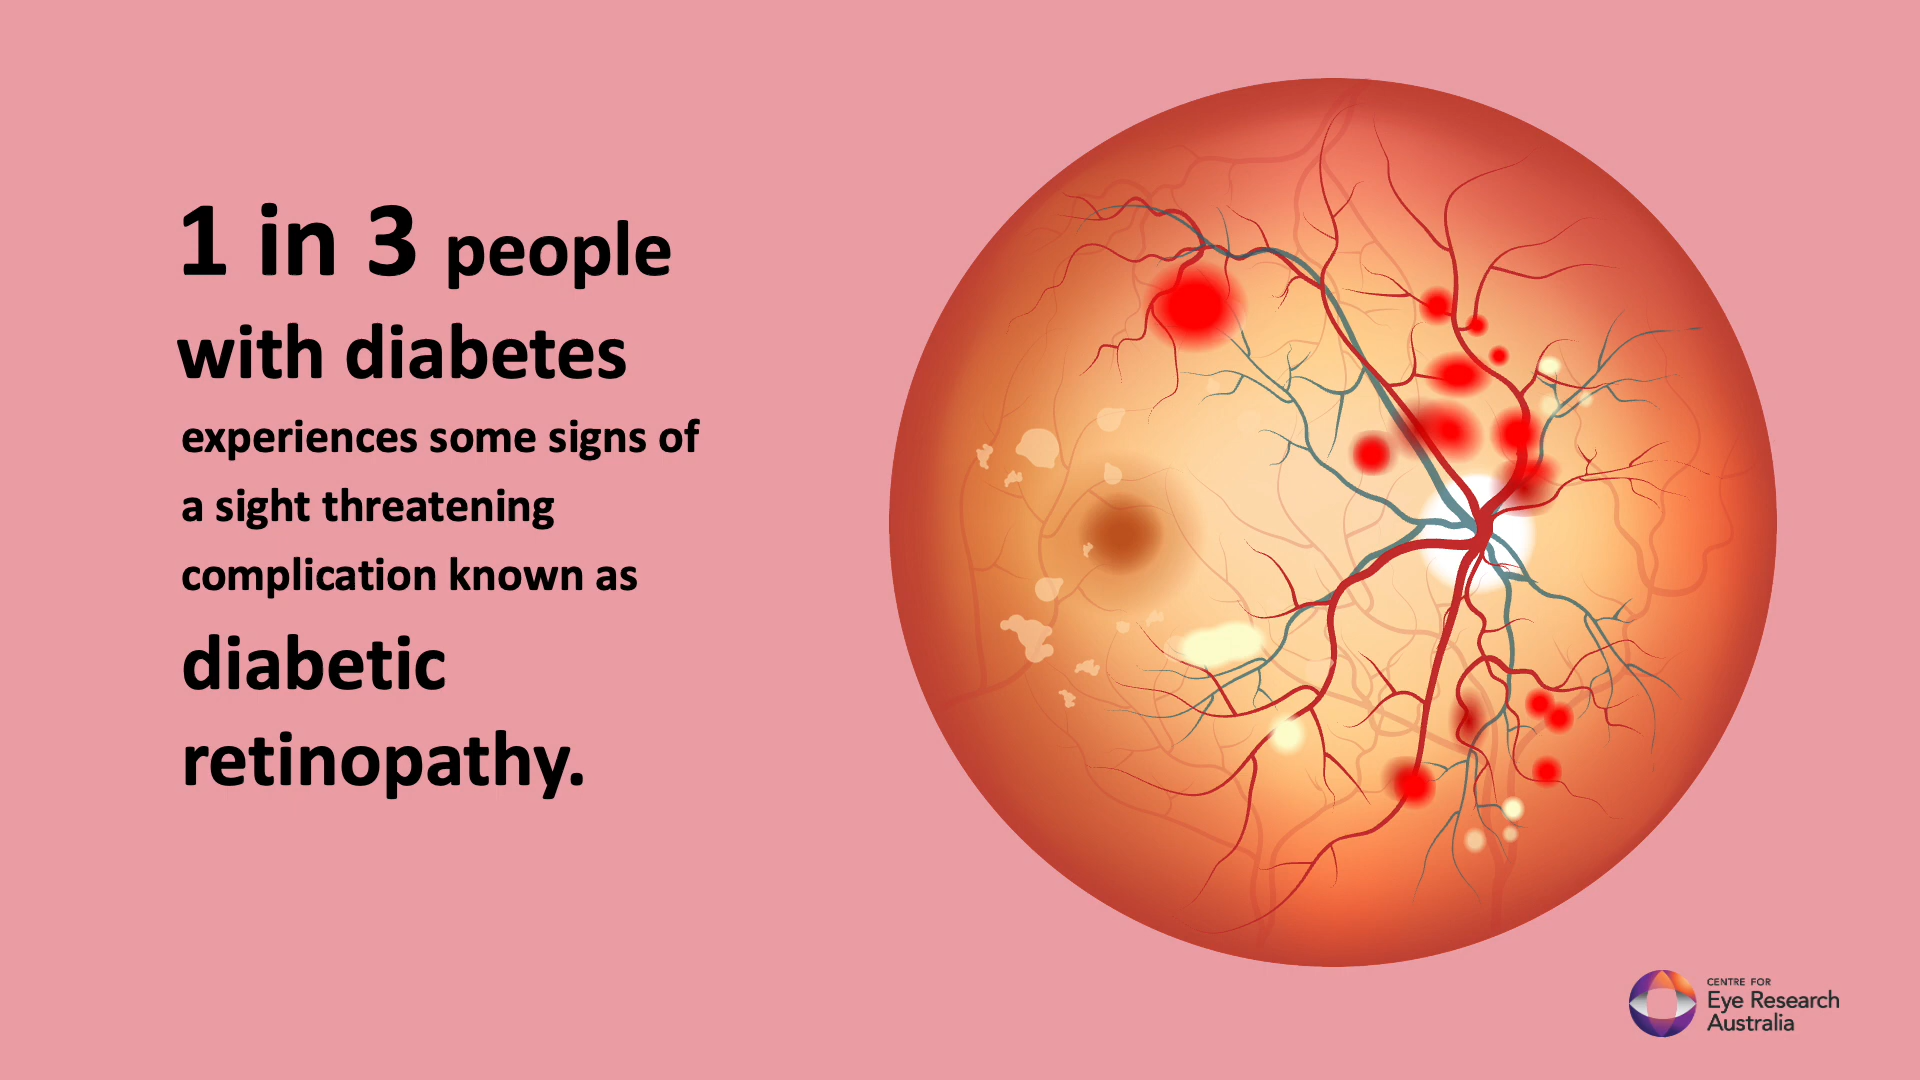 1 in 3 people
with diabetes
experiences some signs of
a sight threatening
complication known as
diabetic
retinopathy.
CENTRE FOR
Eye Research
Australia